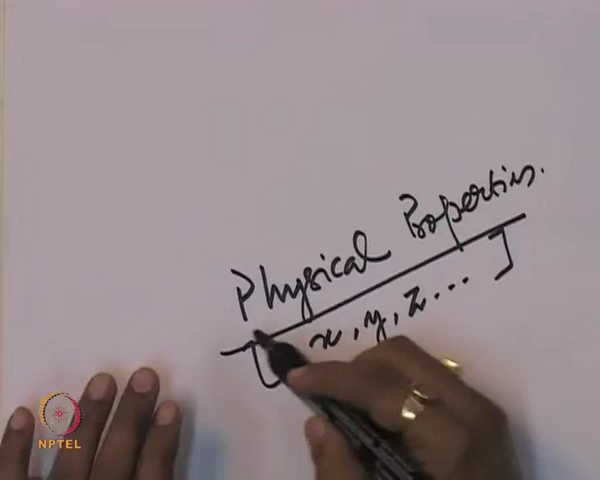 Physical Properties.
[x, y, z...]
NPTEL